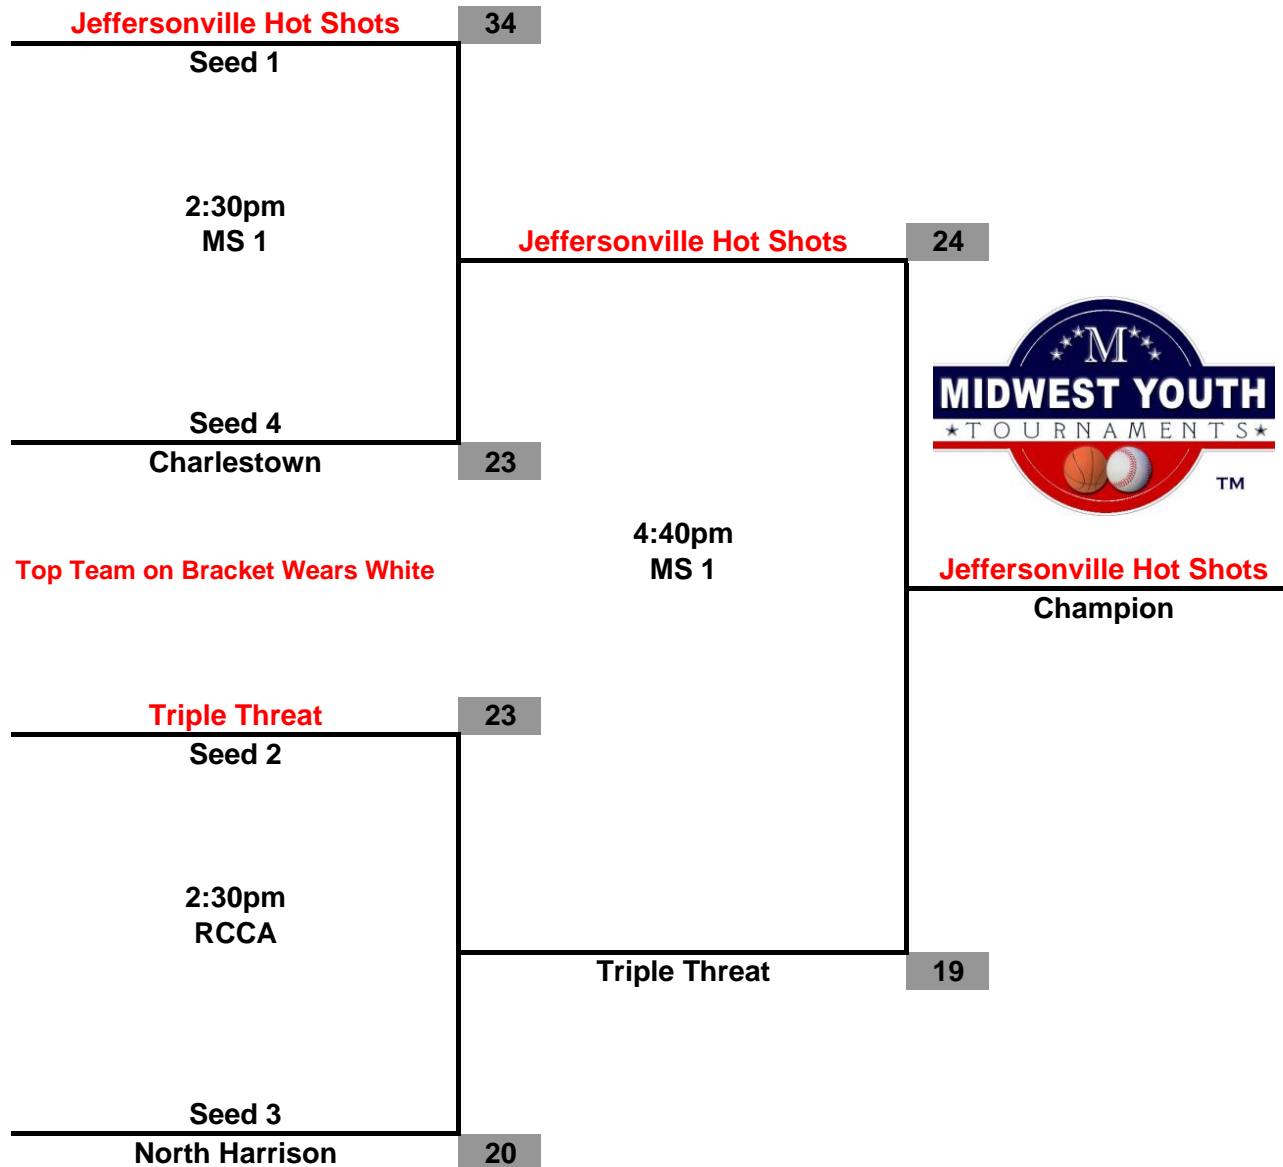 Jeffersonville Hot Shots 34
Seed 1
2:30pm
MS 1
Jeffersonville Hot Shots 24
M
MIDWEST YOUTH
★TOURNAMENTS★
TM
Seed 4
Charlestown 23
4:40pm
MS 1
Top Team on Bracket Wears White
Jeffersonville Hot Shots
Champion
Triple Threat 23
Seed 2
2:30pm
RCCA
Triple Threat 19
Seed 3
North Harrison 20